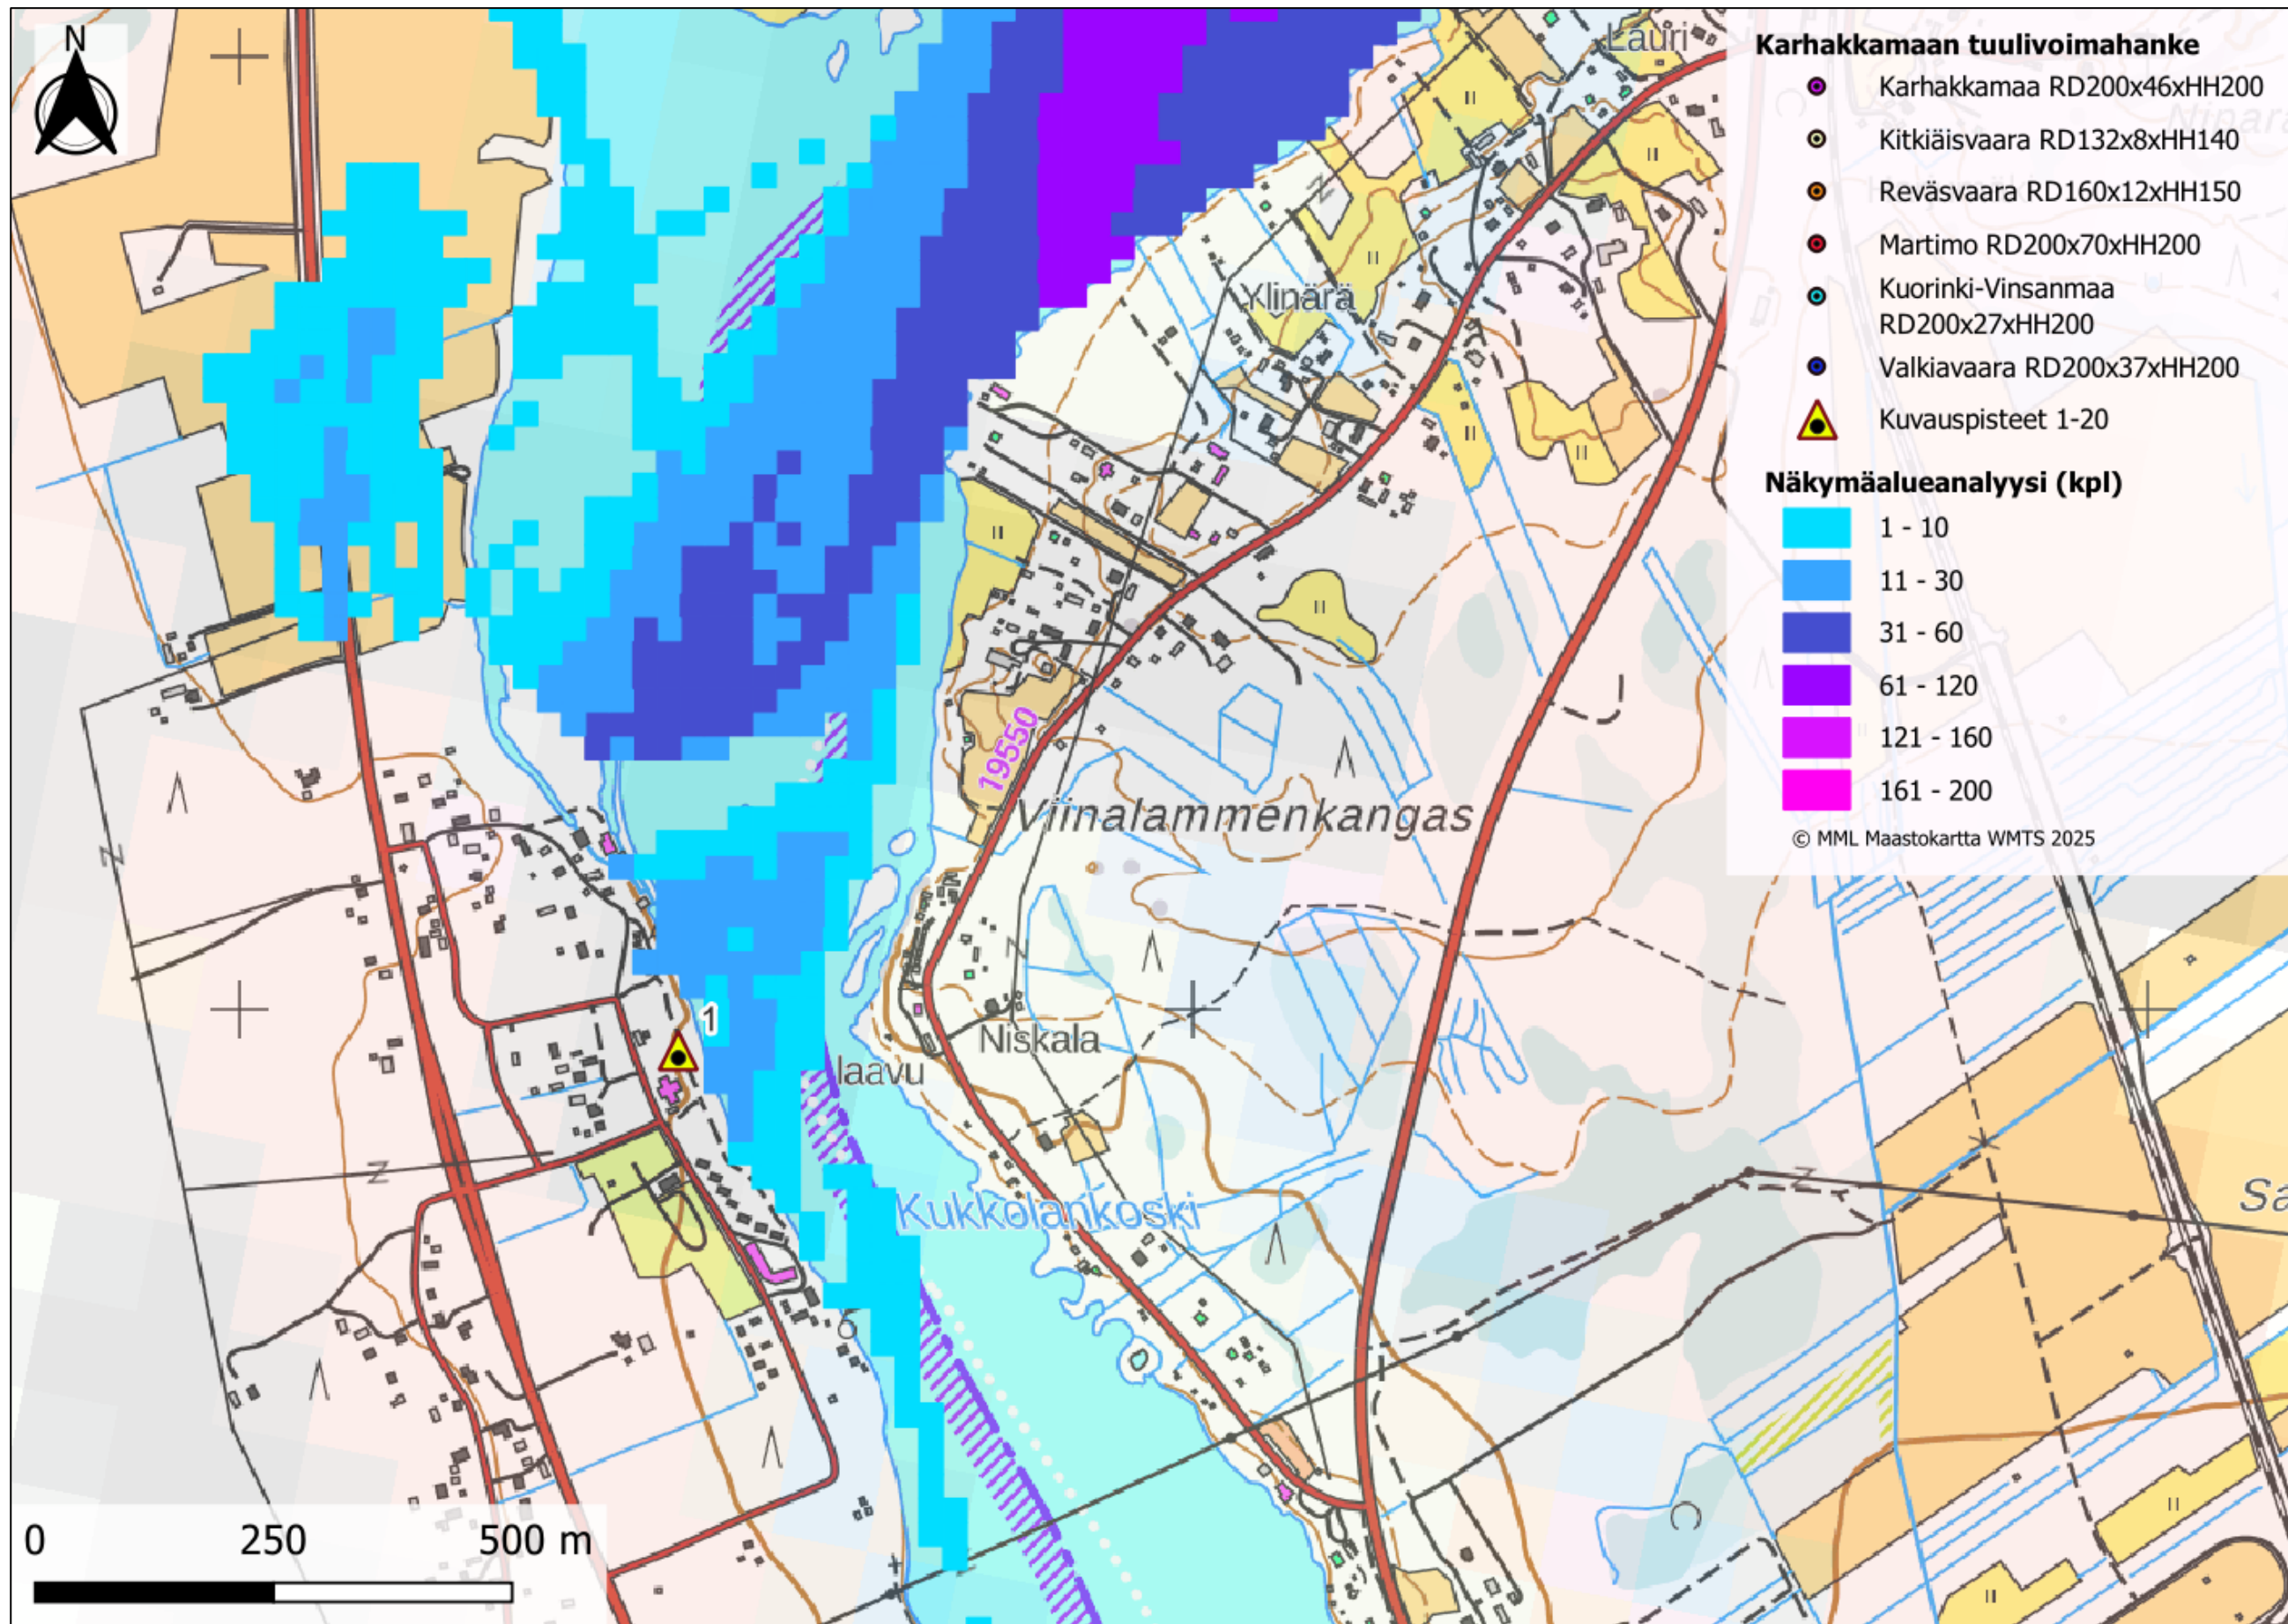 N
Lauri
Karhakkamaan tuulivoimahanke
Karhakkamaa RD200x46xHH200
Kitkiäisvaara RD132x8xHH140
Reväsvaara RD160x12xHH150
Martimo RD200x70xHH200
Kuorinki-Vinsanmaa
RD200x27xHH200
Valkiavaara RD200x37xHH200
Kuvauspisteet 1-20
Näkymäalueanalyysi (kpl)
1 - 10
11 - 30
31 - 60
61 - 120
121 - 160
161 - 200
© MML Maastokartta WMTS 2025
Ylinärä
19550
Viinalammenkangas
1
Niskala
laavu
Kukkolankoski
Sa
6
0 250 500 m